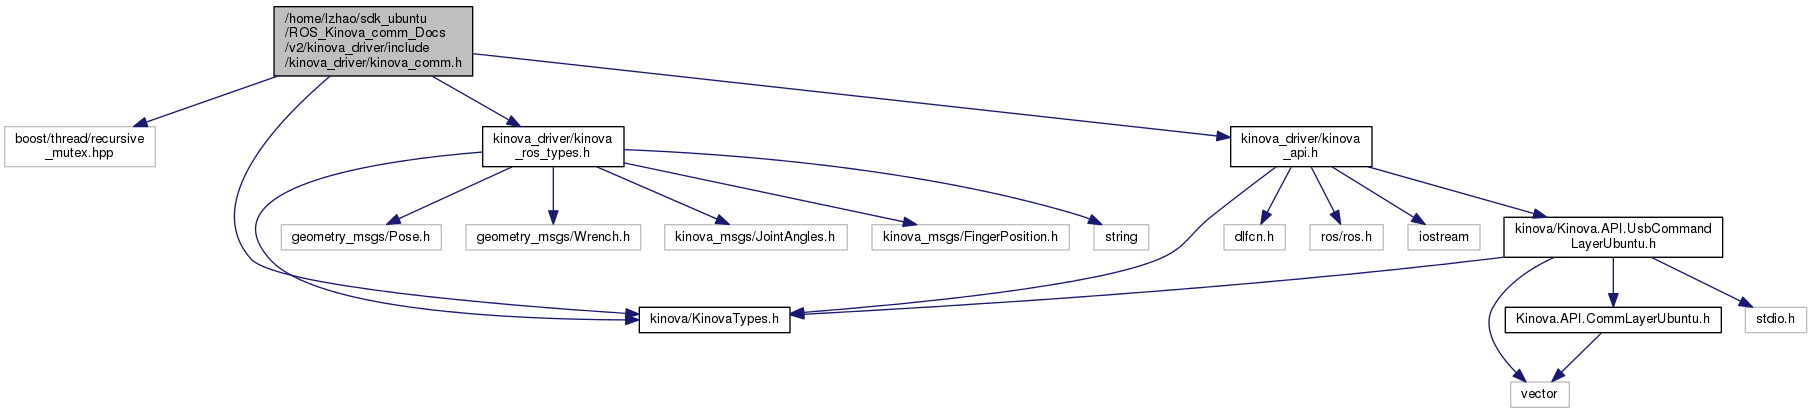 /home/lzhao/sdk_ubuntu
/ROS_Kinova_comm_Docs
/v2/kinova_driver/include
/kinova_driver/kinova_comm.h
boost/thread/recursive
_mutex.hpp
kinova_driver/kinova
_ros_types.h
kinova_driver/kinova
_api.h
geometry_msgs/Pose.h
geometry_msgs/Wrench.h
kinova_msgs/JointAngles.h
kinova_msgs/FingerPosition.h
string
dlfcn.h
ros/ros.h
iostream
kinova/Kinova.API.UsbCommand
LayerUbuntu.h
kinova/KinovaTypes.h
Kinova.API.CommLayerUbuntu.h
stdio.h
vector